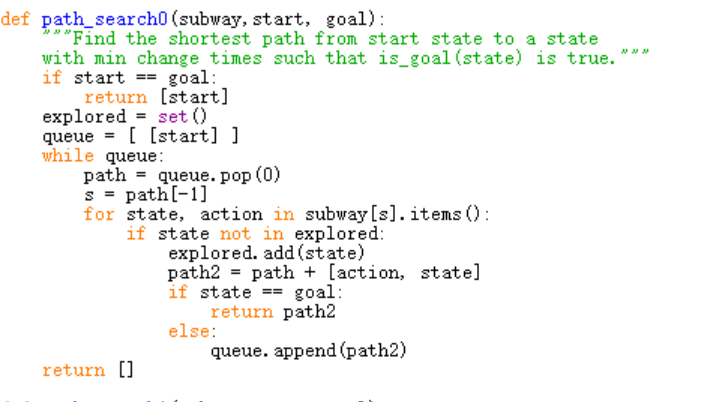 def path_search0(subway,start, goal):
    """Find the shortest path from start state to a state
    with min change times such that is_goal(state) is true."""
    if start == goal:
        return [start]
    explored = set()
    queue = [ [start] ]
    while queue:
        path = queue.pop(0)
        s = path[-1]
        for state, action in subway[s].items():
            if state not in explored:
                explored.add(state)
                path2 = path + [action, state]
                if state == goal:
                    return path2
                else:
                    queue.append(path2)
    return []